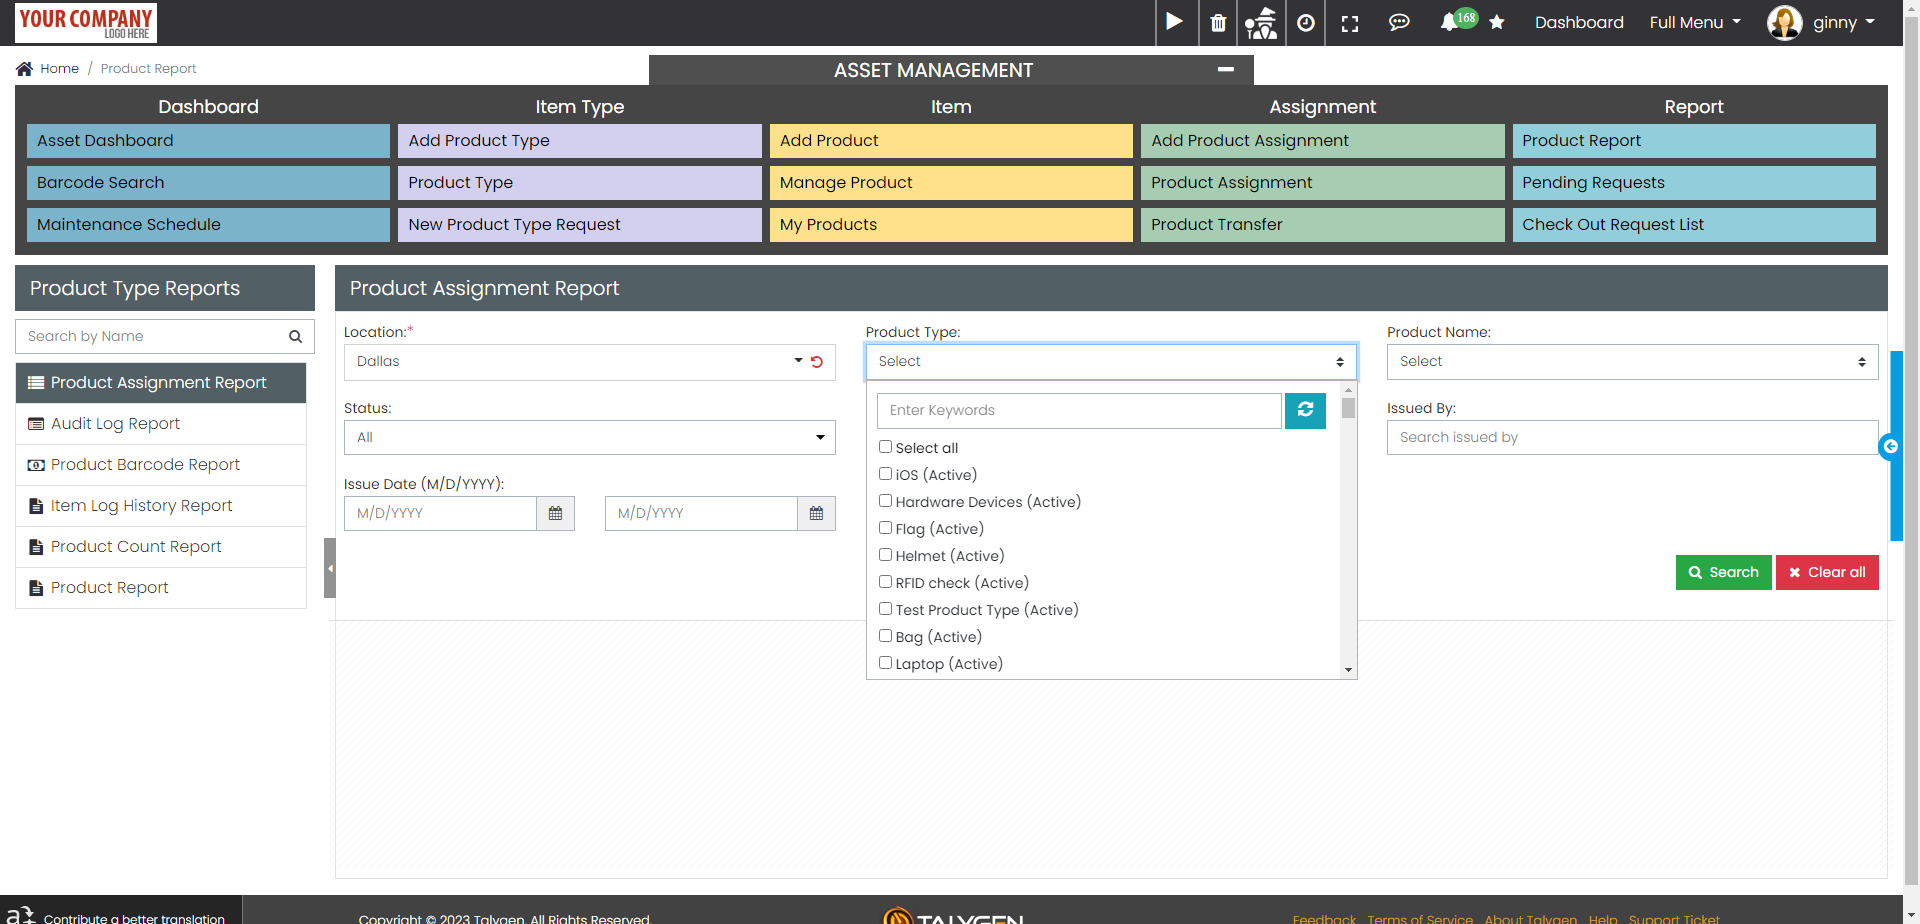 YOUR COMPANY
LOGO HERE
168
Dashboard
Full Menu
ginny
Home / Product Report
ASSET MANAGEMENT
Dashboard
Item Type
Item
Assignment
Report
Asset Dashboard
Add Product Type
Add Product
Add Product Assignment
Product Report
Barcode Search
Product Type
Manage Product
Product Assignment
Pending Requests
Maintenance Schedule
New Product Type Request
My Products
Product Transfer
Check Out Request List
Product Type Reports
Search by Name
Product Assignment Report
Audit Log Report
Product Barcode Report
Item Log History Report
Product Count Report
Product Report
Product Assignment Report
Location:*
Dallas
Product Type:
Select
Product Name:
Select
Status:
All
Issued By:
Search issued by
Issue Date (M/D/YYYY):
M/D/YYYY
M/D/YYYY
Enter Keywords
Select all
iOS (Active)
Hardware Devices (Active)
Flag (Active)
Helmet (Active)
RFID check (Active)
Test Product Type (Active)
Bag (Active)
Laptop (Active)
Search
Clear all
Contribute a better translation
Copyright © 2023 Talygen. All Rights Reserved.
TALYGEN
Feedback
Terms of Service
About Talygen
Help
Support Ticket